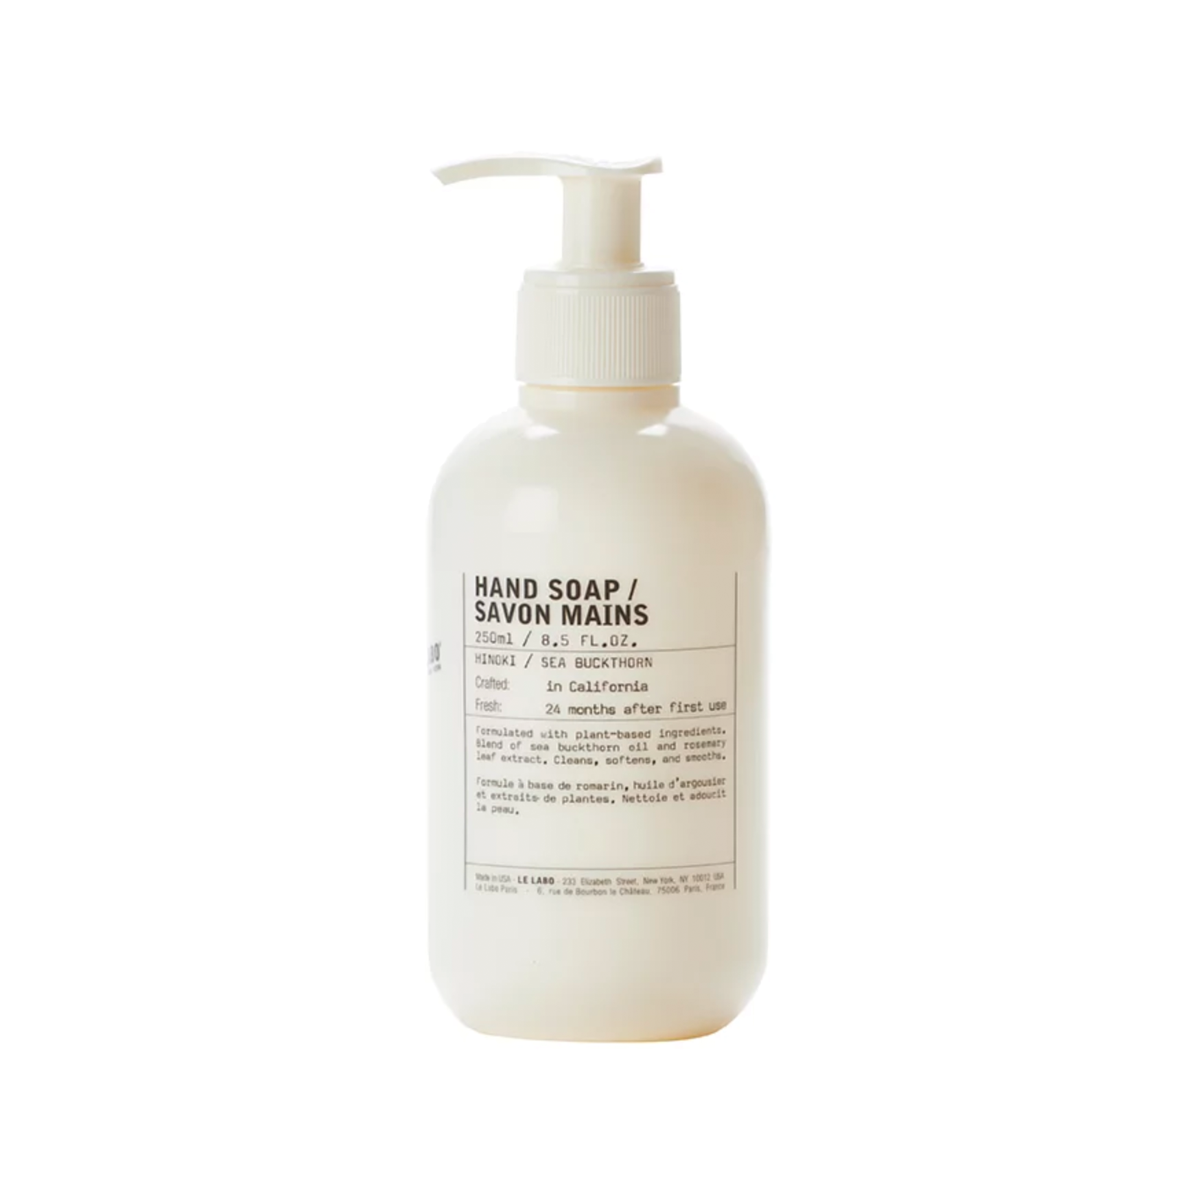 HAND SOAP /
SAVON MAINS
250ml / 8.5 FL.OZ.
HINOKI / SEA BUCKTHORN
Crafted: in California
Fresh: 24 months after first use
Formulated with plant-based ingredients.
Blend of sea buckthorn oil and rosemary
leaf extract. Cleans, softens, and smooths.
Formule à base de romarin, huile d'argousier
et extraits de plantes. Nettoie et adoucit
la peau.
Made in USA - LE LABO - 233 Elizabeth Street, New York, NY 10012 USA
Le Labo Paris - 6, rue de Bourbon le Château, 75006 Paris, France